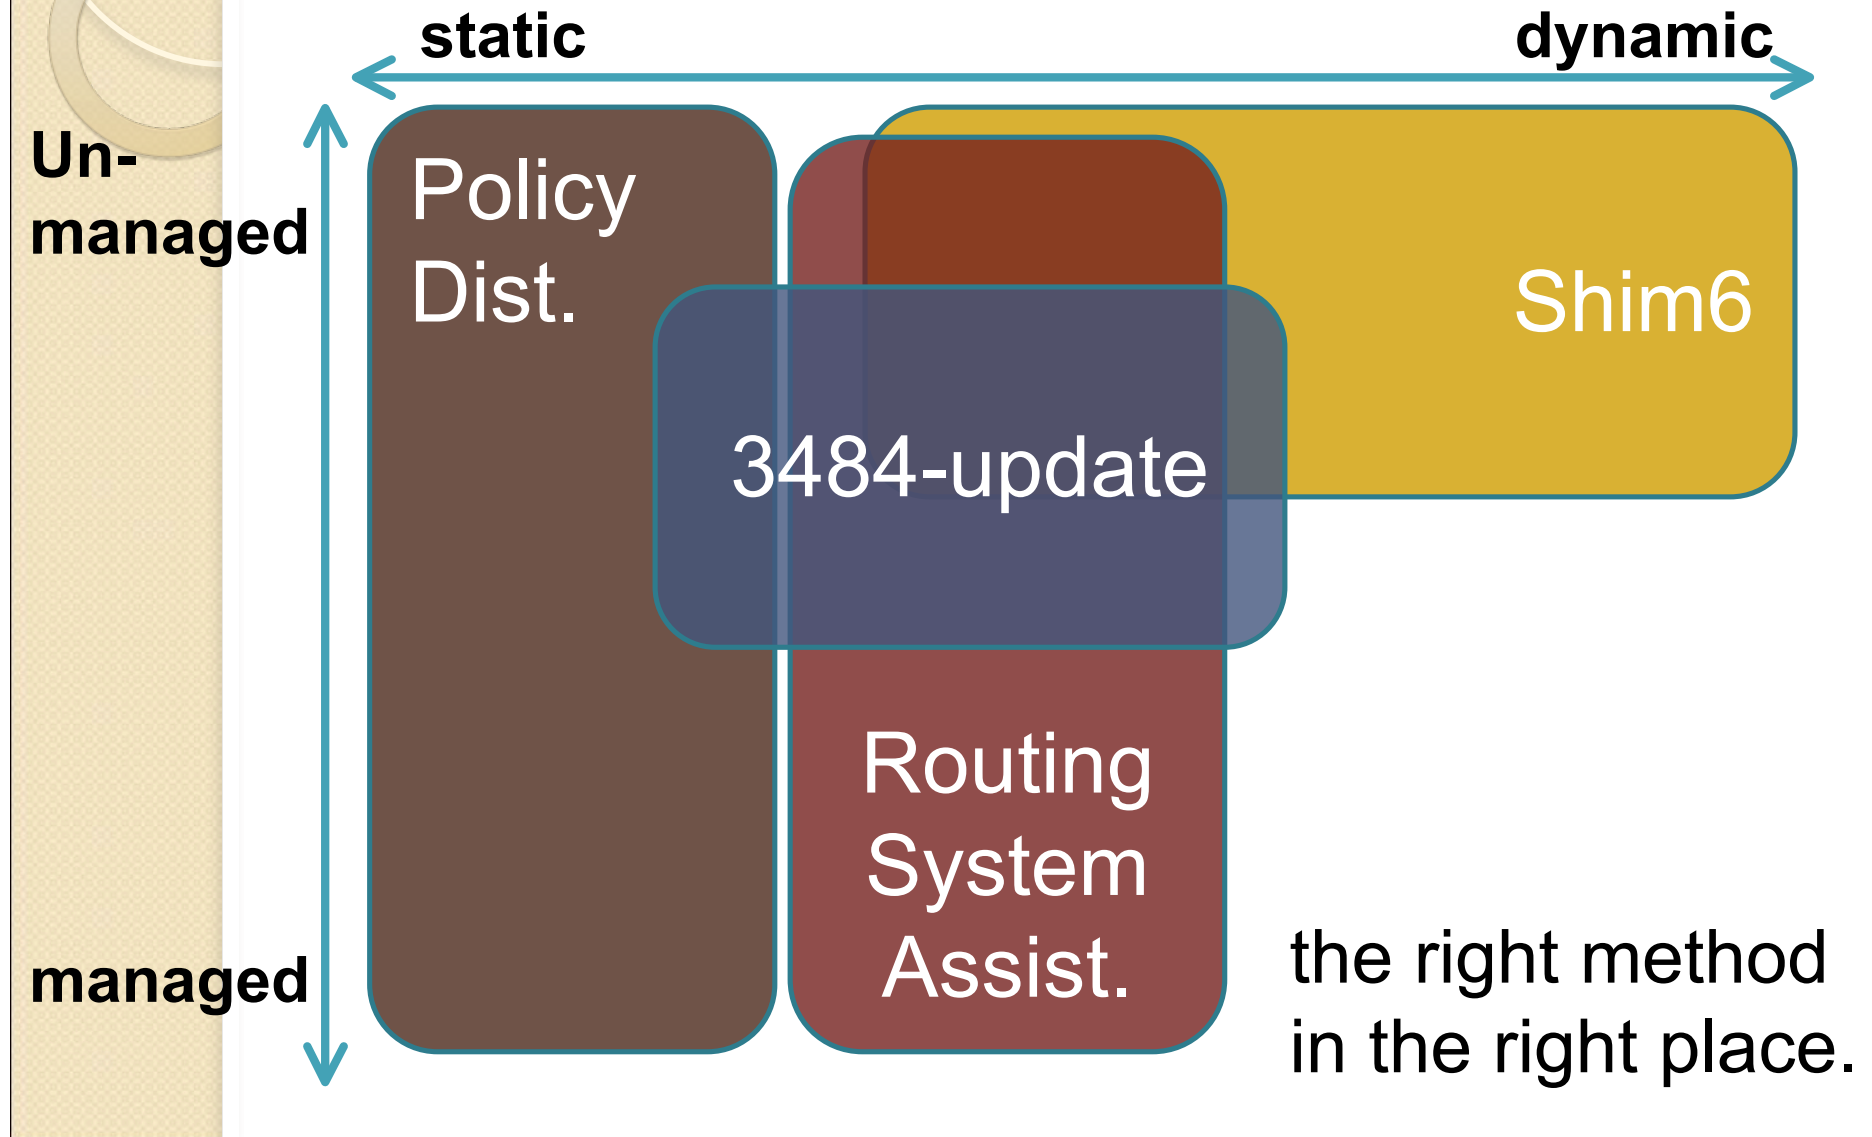 static
dynamic
Un-
managed
Policy
Dist.
Shim6
3484-update
Routing
System
Assist.
managed
the right method
in the right place.